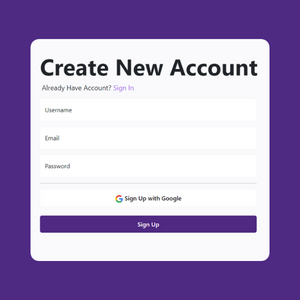 Create New Account
Already Have Account? Sign In
Username
Email
Password
Sign Up with Google
Sign Up